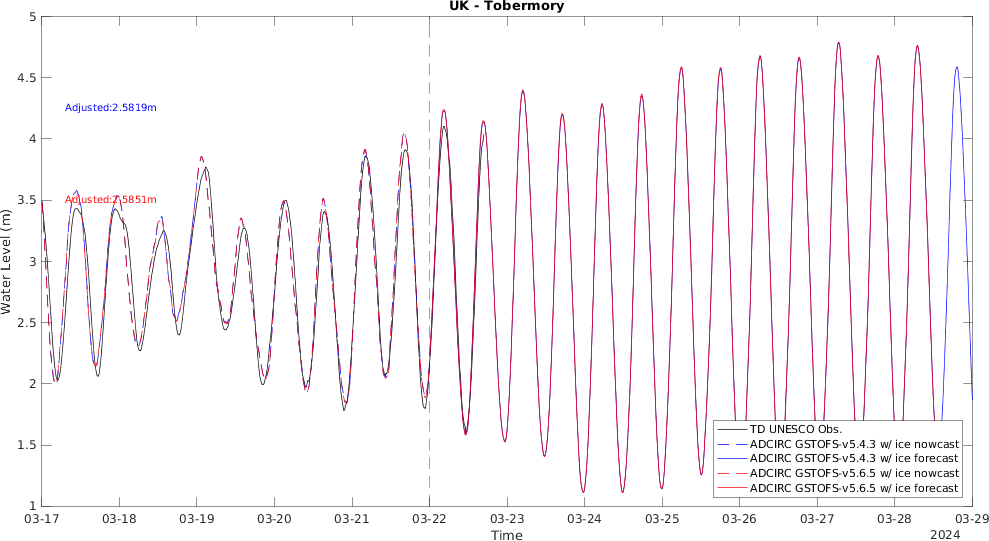 UK - Tobermory
5
4.5
4
3.5
3
2.5
2
1.5
1
Water Level (m)
Adjusted:2.5819m
Adjusted:2.5851m
TD UNESCO Obs.
ADCIRC GSTOFS-v5.4.3 w/ ice nowcast
ADCIRC GSTOFS-v5.4.3 w/ ice forecast
ADCIRC GSTOFS-v5.6.5 w/ ice nowcast
ADCIRC GSTOFS-v5.6.5 w/ ice forecast
03-17 03-18 03-19 03-20 03-21 03-22 03-23 03-24 03-25 03-26 03-27 03-28 03-29
Time
2024